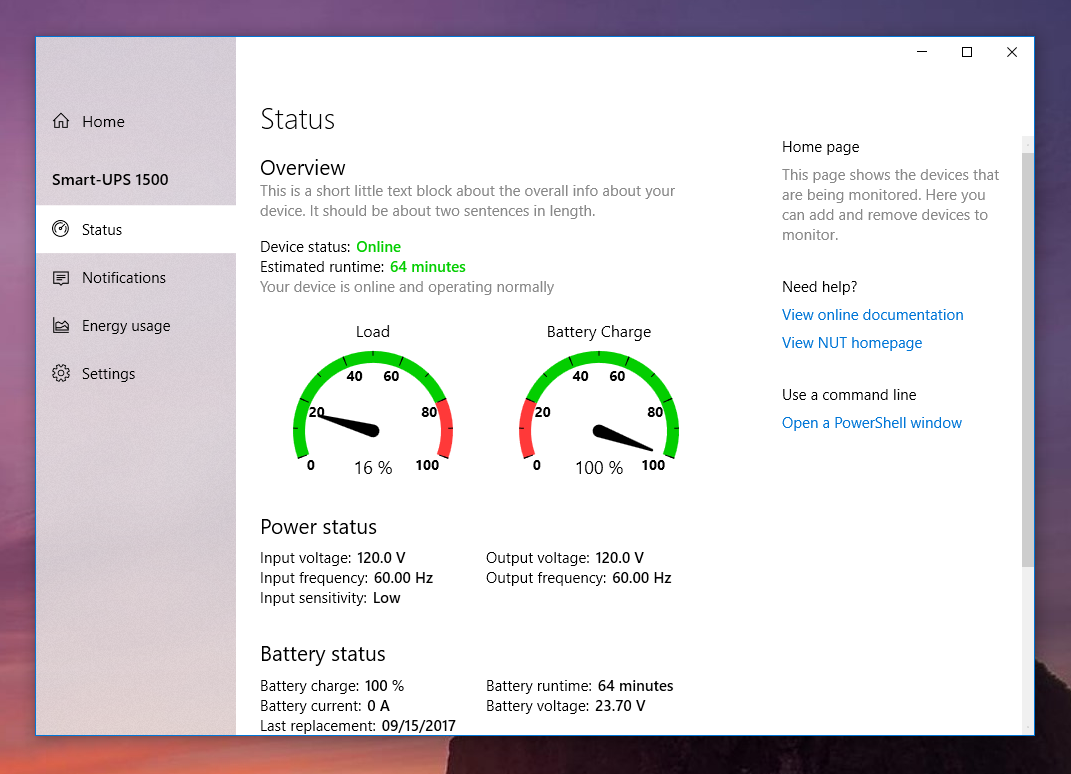 Home
Smart-UPS 1500
Status
Notifications
Energy usage
Settings
Status
Overview
This is a short little text block about the overall info about your
device. It should be about two sentences in length.
Device status: Online
Estimated runtime: 64 minutes
Your device is online and operating normally
Load
40 60
20 80
0 16 % 100
Battery Charge
40 60
20 80
0 100 % 100
Power status
Input voltage: 120.0 V
Input frequency: 60.00 Hz
Input sensitivity: Low
Output voltage: 120.0 V
Output frequency: 60.00 Hz
Battery status
Battery charge: 100 %
Battery current: 0 A
Last replacement: 09/15/2017
Battery runtime: 64 minutes
Battery voltage: 23.70 V
Home page
This page shows the devices that
are being monitored. Here you
can add and remove devices to
monitor.
Need help?
View online documentation
View NUT homepage
Use a command line
Open a PowerShell window